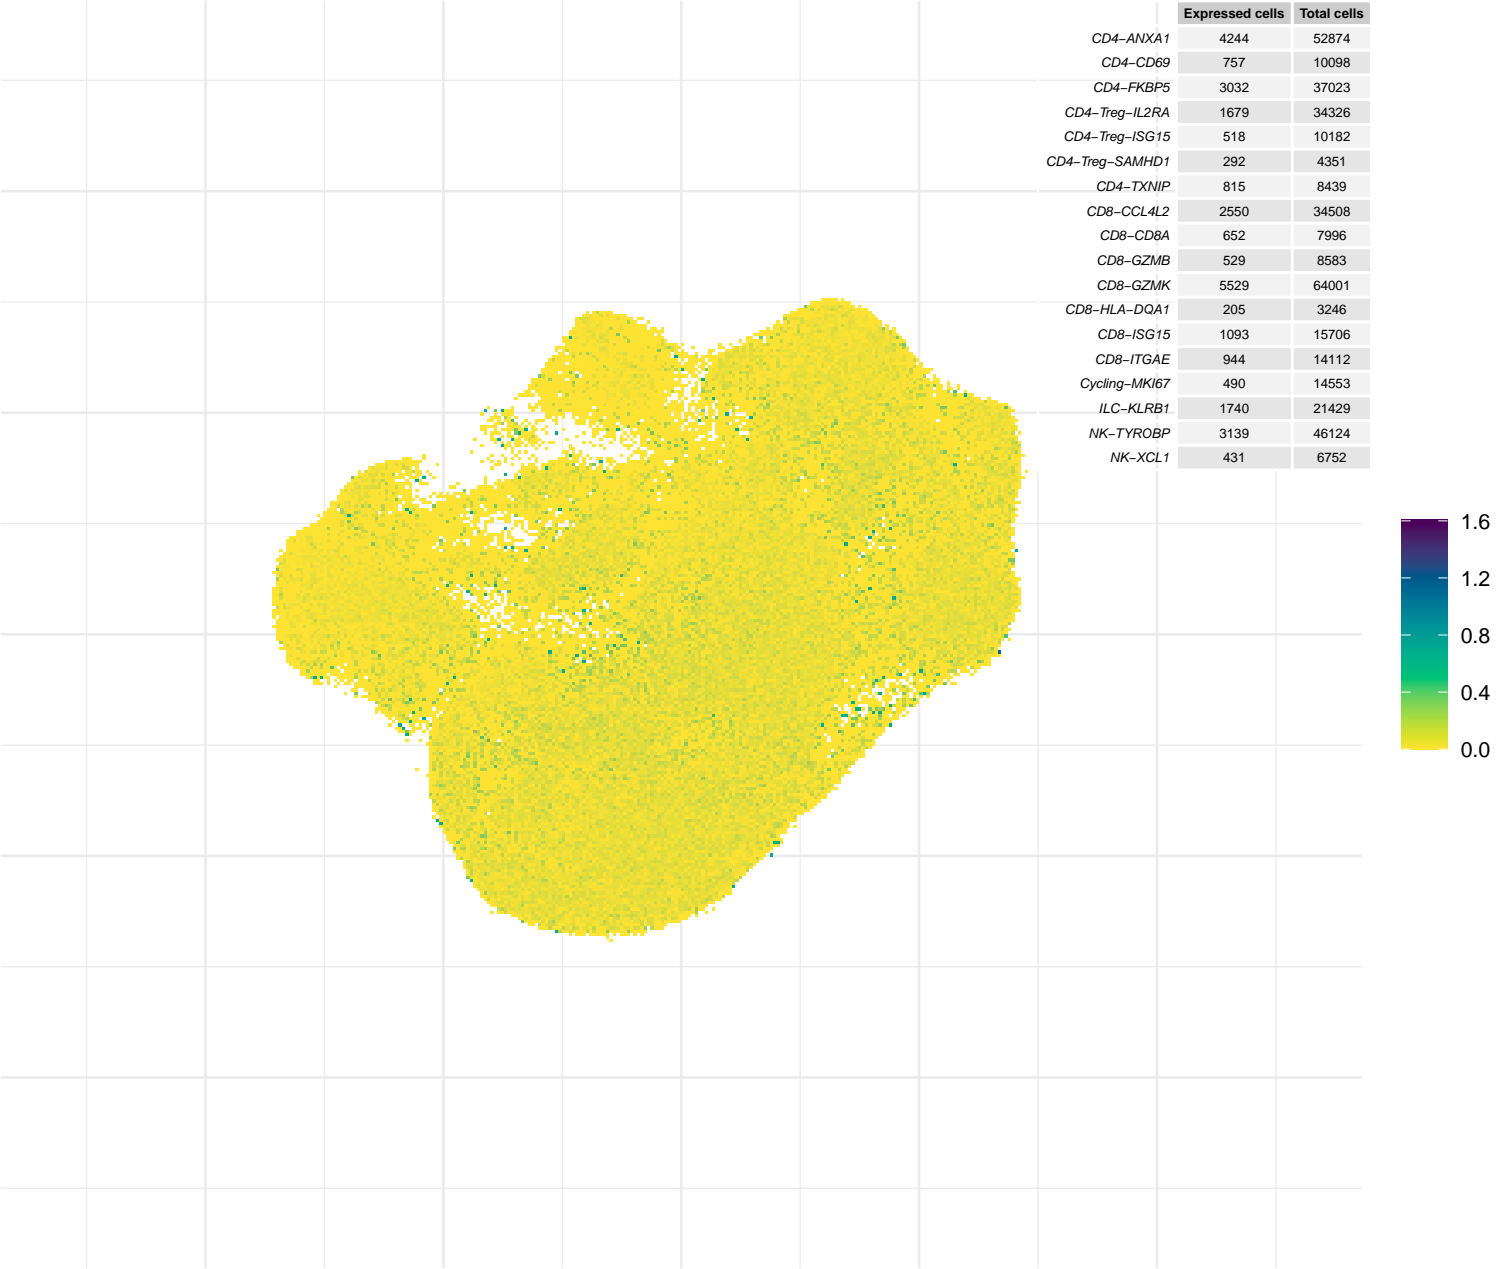 Expressed cells Total cells
CD4−ANXA1 4244 52874
CD4−CD69 757 10098
CD4−FKBP5 3032 37023
CD4−Treg−IL2RA 1679 34326
CD4−Treg−ISG15 518 10182
CD4−Treg−SAMHD1 292 4351
CD4−TXNIP 815 8439
CD8−CCL4L2 2550 34508
CD8−CD8A 652 7996
CD8−GZMB 529 8583
CD8−GZMK 5529 64001
CD8−HLA−DQA1 205 3246
CD8−ISG15 1093 15706
CD8−ITGAE 944 14112
Cycling−MKI67 490 14553
ILC−KLRB1 1740 21429
NK−TYROBP 3139 46124
NK−XCL1 431 6752
1.6
1.2
0.8
0.4
0.0